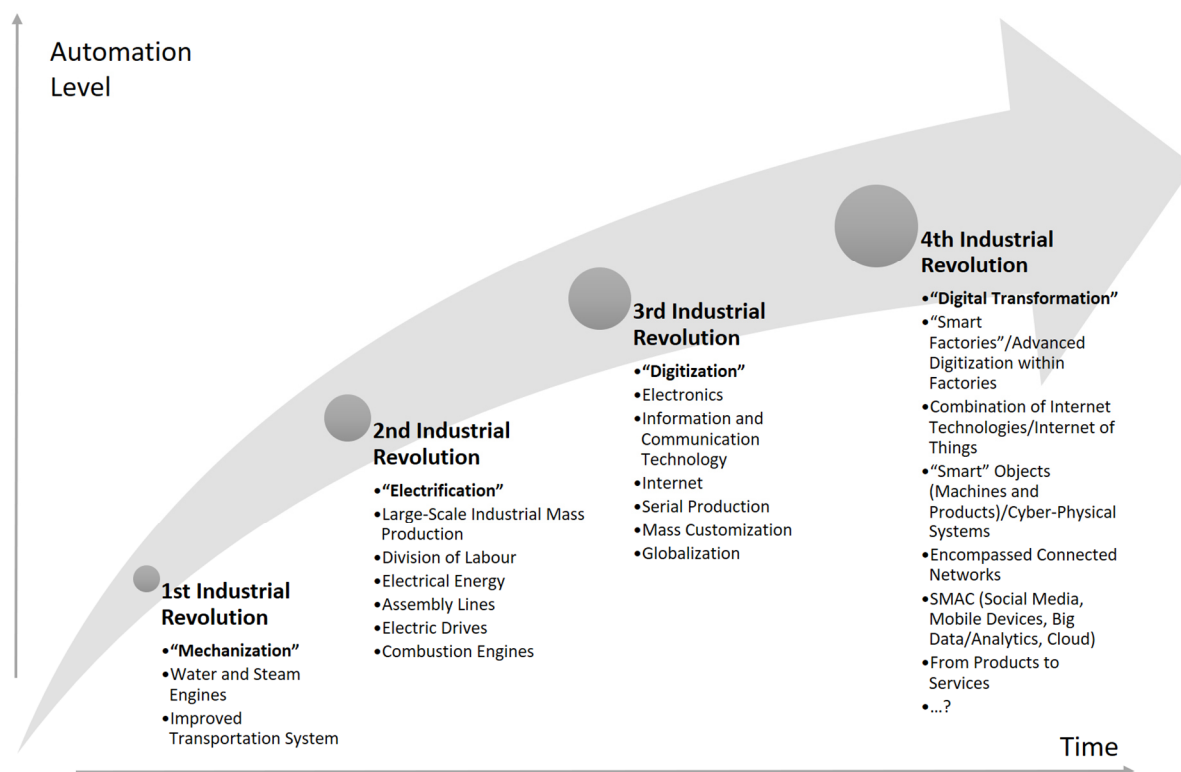 Automation
Level
1st Industrial
Revolution
•“Mechanization”
•Water and Steam
Engines
•Improved
Transportation System
2nd Industrial
Revolution
•“Electrification”
•Large-Scale Industrial Mass
Production
•Division of Labour
•Electrical Energy
•Assembly Lines
•Electric Drives
•Combustion Engines
3rd Industrial
Revolution
•“Digitization”
•Electronics
•Information and
Communication
Technology
•Internet
•Serial Production
•Mass Customization
•Globalization
4th Industrial
Revolution
•“Digital Transformation”
•“Smart
Factories”/Advanced
Digitization within
Factories
•Combination of Internet
Technologies/Internet of
Things
•“Smart” Objects
(Machines and
Products)/Cyber-Physical
Systems
•Encompassed Connected
Networks
•SMAC (Social Media,
Mobile Devices, Big
Data/Analytics, Cloud)
•From Products to
Services
•...?
Time